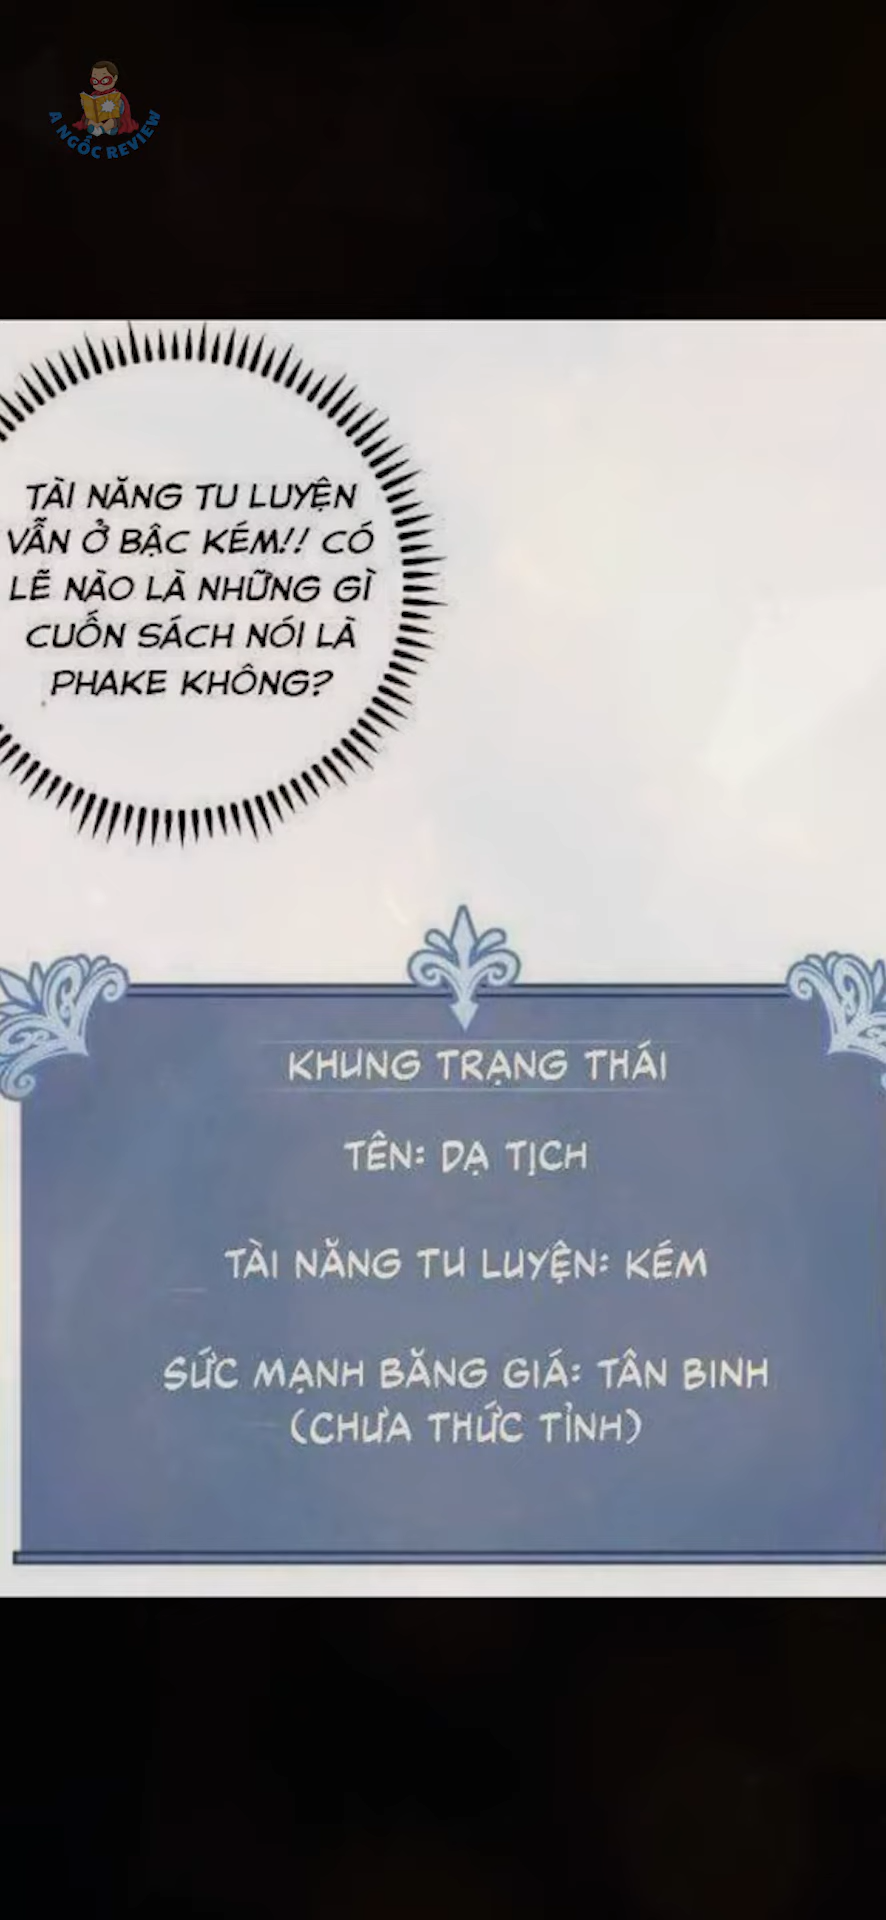 A NGỐC REVIEW
TÀI NĂNG TU LUYỆN
VẪN Ở BẬC KÉM!! CÓ
LẼ NÀO LÀ NHỮNG GÌ
CUỐN SÁCH NÓI LÀ
PHAKE KHÔNG?
KHUNG TRẠNG THÁI
TÊN: DẠ TỊCH
TÀI NĂNG TU LUYỆN: KÉM
SỨC MẠNH BĂNG GIÁ: TÂN BINH
(CHƯA THỨC TỈNH)